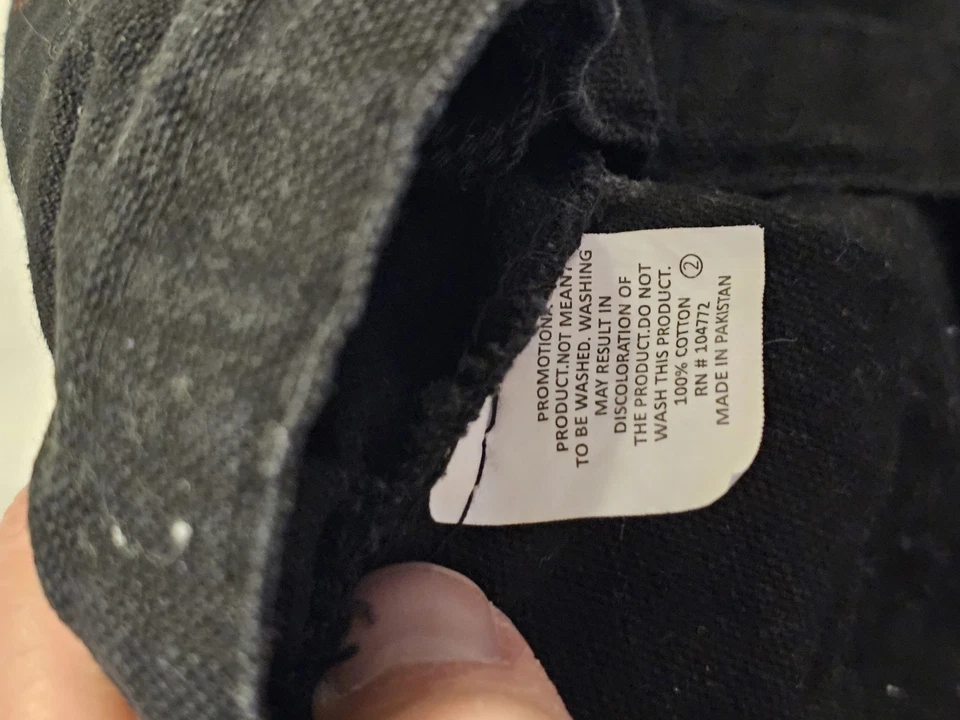 PROMOTIONA
PRODUCT.NOT MEANT
TO BE WASHED. WASHING
MAY RESULT IN
DISCOLORATION OF
THE PRODUCT.DO NOT
WASH THIS PRODUCT.
100% COTTON ②
RN # 104772
MADE IN PAKISTAN